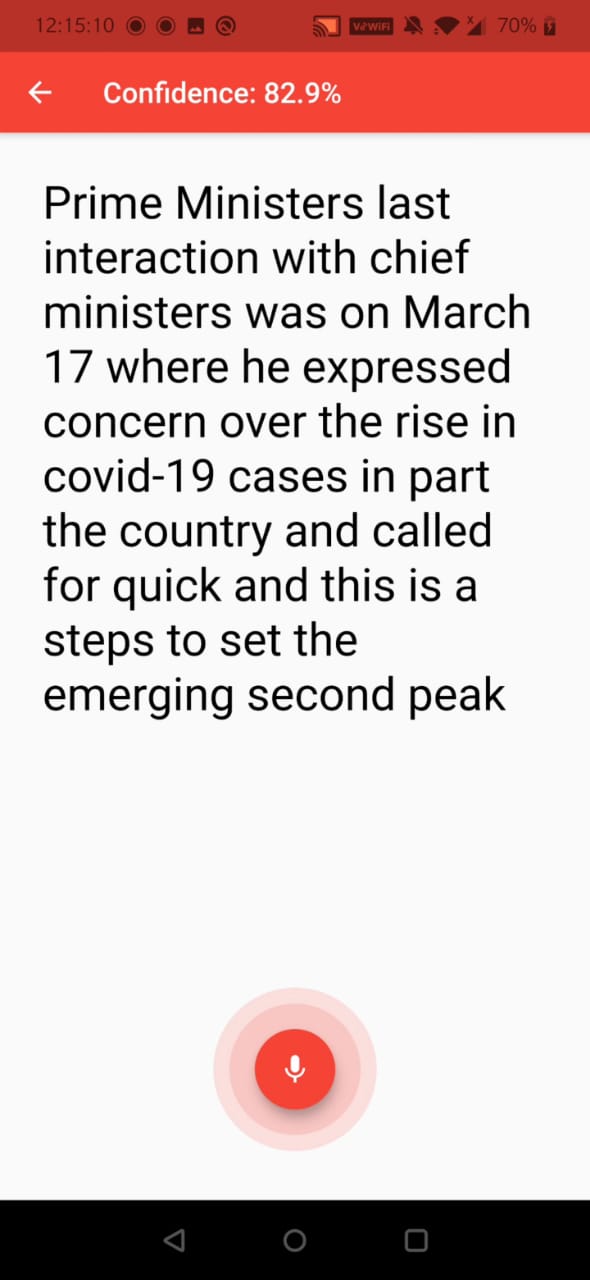 12:15:10
VoWiFi
70%
Confidence: 82.9%
Prime Ministers last
interaction with chief
ministers was on March
17 where he expressed
concern over the rise in
covid-19 cases in part
the country and called
for quick and this is a
steps to set the
emerging second peak